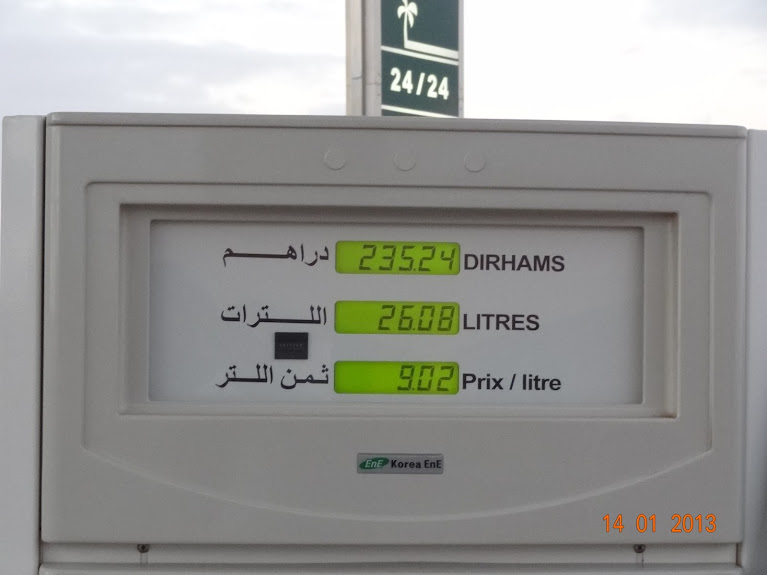 24/24
دراهم 235.24 DIRHAMS
اللترات 26.08 LITRES
ثمن اللتر 9.02 Prix / litre
EnE Korea EnE
14 01 2013